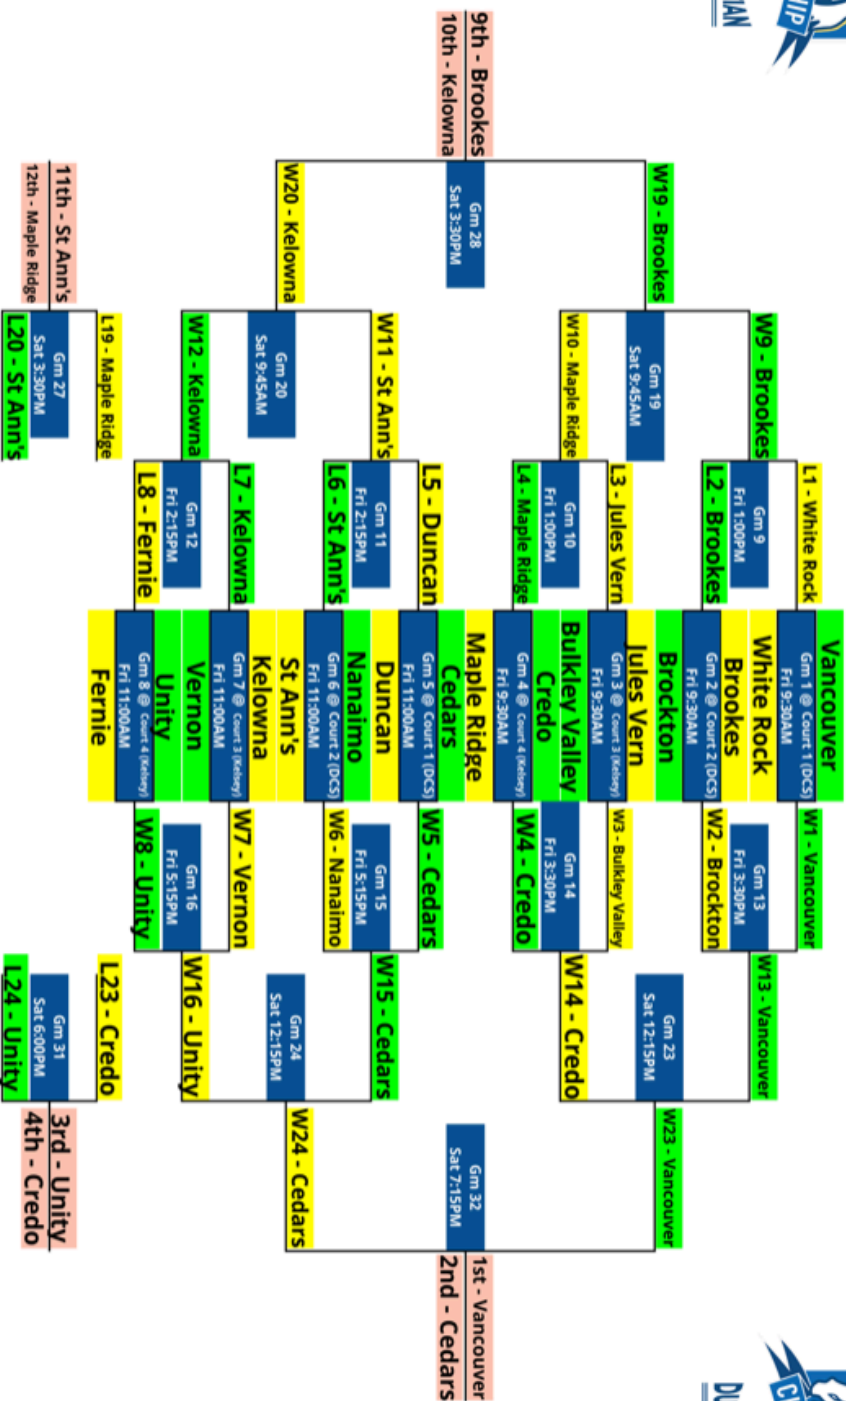 IAN
DU
9th - Brookes
10th - Kelowna
Gm 28
Sat 3:30PM
W19 - Brookes
W20 - Kelowna
11th - St Ann's
12th - Maple Ridge
W9 - Brookes
Gm 19
Sat 9:45AM
W10 - Maple Ridge
W11 - St Ann's
Gm 20
Sat 9:45AM
W12 - Kelowna
L19 - Maple Ridge
Gm 27
Sat 3:30PM
L20 - St Ann's
L1 - White Rock
Gm 9
Fri 1:00PM
L2 - Brookes
L3 - Jules Vern
Gm 10
Fri 1:00PM
L4 - Maple Ridge
L5 - Duncan
Gm 11
Fri 2:15PM
L6 - St Ann's
L7 - Kelowna
Gm 12
Fri 2:15PM
L8 - Fernie
Vancouver
Gm 1 @ Court 1 (DCS)
Fri 9:30AM
White Rock
Brookes
Gm 2 @ Court 2 (DCS)
Fri 9:30AM
Brockton
Jules Vern
Gm 3 @ Court 3 (Kelsey)
Fri 9:30AM
Bulkley Valley
Credo
Gm 4 @ Court 4 (Kelsey)
Fri 9:30AM
Maple Ridge
Cedars
Gm 5 @ Court 1 (DCS)
Fri 11:00AM
Duncan
Nanaimo
Gm 6 @ Court 2 (DCS)
Fri 11:00AM
St Ann's
Kelowna
Gm 7 @ Court 3 (Kelsey)
Fri 11:00AM
Vernon
Unity
Gm 8 @ Court 4 (Kelsey)
Fri 11:00AM
Fernie
W1 - Vancouver
Gm 13
Fri 3:30PM
W2 - Brockton
W3 - Bulkley Valley
Gm 14
Fri 3:30PM
W4 - Credo
W5 - Cedars
Gm 15
Fri 5:15PM
W6 - Nanaimo
W7 - Vernon
Gm 16
Fri 5:15PM
W8 - Unity
W13 - Vancouver
Gm 23
Sat 12:15PM
W14 - Credo
W15 - Cedars
Gm 24
Sat 12:15PM
W16 - Unity
L23 - Credo
Gm 31
Sat 6:00PM
L24 - Unity
W23 - Vancouver
Gm 32
Sat 7:15PM
W24 - Cedars
3rd - Unity
4th - Credo
1st - Vancouver
2nd - Cedars